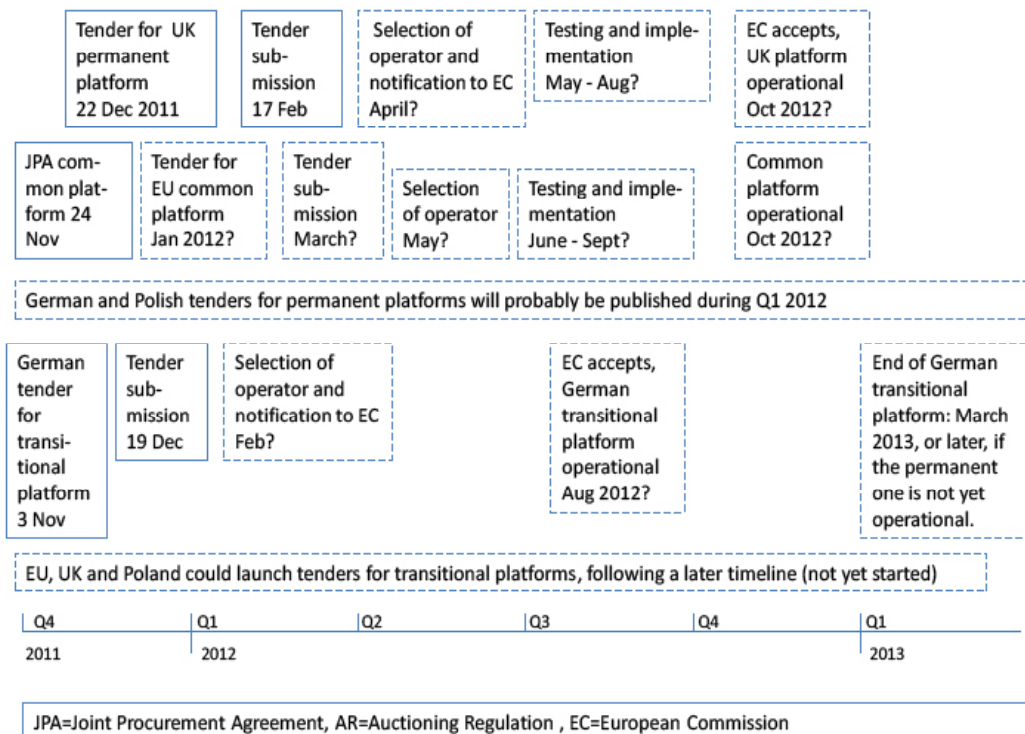 Tender for UK
permanent
platform
22 Dec 2011
Tender
sub-
mission
17 Feb
Selection of
operator and
notification to EC
April?
Testing and imple-
mentation
May - Aug?
EC accepts,
UK platform
operational
Oct 2012?
JPA com-
mon plat-
form 24
Nov
Tender for
EU common
platform
Jan 2012?
Tender
sub-
mission
March?
Selection
of operator
May?
Testing and imple-
mentation
June - Sept?
Common
platform
operational
Oct 2012?
German and Polish tenders for permanent platforms will probably be published during Q1 2012
German
tender
for
transi-
tional
platform
3 Nov
Tender
sub-
mission
19 Dec
Selection of
operator and
notification to EC
Feb?
EC accepts,
German
transitional
platform
operational
Aug 2012?
End of German
transitional
platform: March
2013, or later, if
the permanent
one is not yet
operational.
EU, UK and Poland could launch tenders for transitional platforms, following a later timeline (not yet started)
Q4 Q1 Q2 Q3 Q4 Q1
2011 2012 2013
JPA=Joint Procurement Agreement, AR=Auctioning Regulation , EC=European Commission